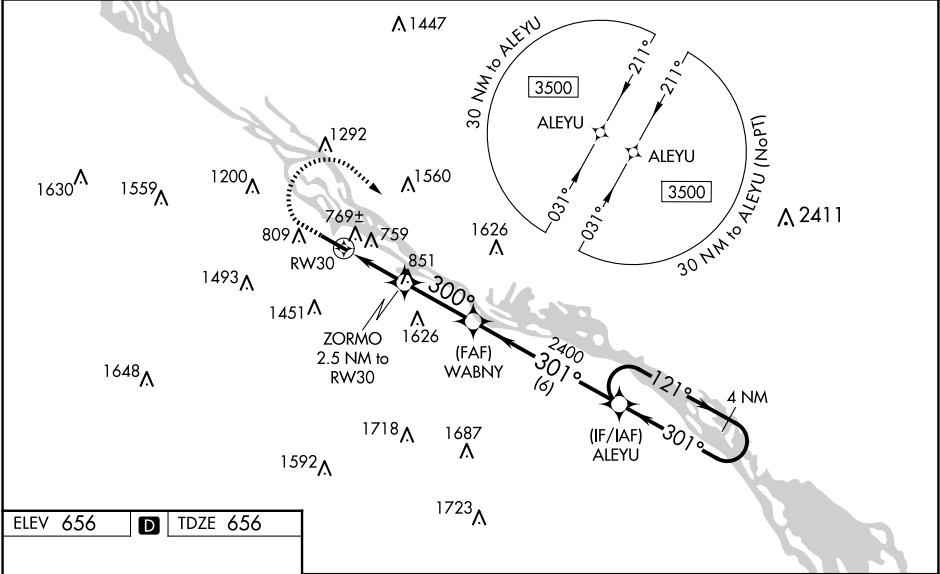 1447
30 NM to ALEYU
3500
211°
211°
ALEYU
ALEYU
031°
031°
3500
30 NM to ALEYU (NoPT)
2411
1292
1630
1559
1200
1560
769±
809
759
1626
RW30
851
1493
300°
1451
1626
ZORMO
2.5 NM to
RW30
(FAF)
WABNY
2400
301°
(6)
121°
4 NM
301°
(IF/IAF)
ALEYU
1648
1718
1687
1592
1723
ELEV 656 D TDZE 656